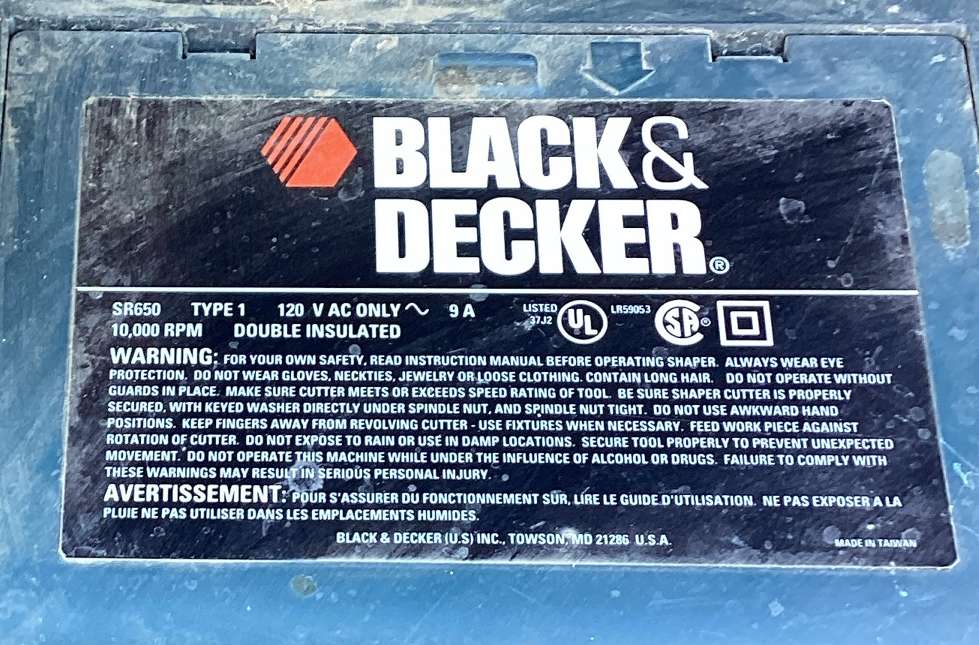 BLACK&
DECKER®
SR650 TYPE 1 120 V AC ONLY 9 A
10,000 RPM DOUBLE INSULATED
LISTED
37J2
UL
LR59053
SA®
WARNING: FOR YOUR OWN SAFETY, READ INSTRUCTION MANUAL BEFORE OPERATING SHAPER. ALWAYS WEAR EYE
PROTECTION. DO NOT WEAR GLOVES, NECKTIES, JEWELRY OR LOOSE CLOTHING. CONTAIN LONG HAIR. DO NOT OPERATE WITHOUT
GUARDS IN PLACE. MAKE SURE CUTTER MEETS OR EXCEEDS SPEED RATING OF TOOL. BE SURE SHAPER CUTTER IS PROPERLY
SECURED, WITH KEYED WASHER DIRECTLY UNDER SPINDLE NUT, AND SPINDLE NUT TIGHT. DO NOT USE AWKWARD HAND
POSITIONS. KEEP FINGERS AWAY FROM REVOLVING CUTTER - USE FIXTURES WHEN NECESSARY. FEED WORK PIECE AGAINST
ROTATION OF CUTTER. DO NOT EXPOSE TO RAIN OR USE IN DAMP LOCATIONS. SECURE TOOL PROPERLY TO PREVENT UNEXPECTED
MOVEMENT. DO NOT OPERATE THIS MACHINE WHILE UNDER THE INFLUENCE OF ALCOHOL OR DRUGS. FAILURE TO COMPLY WITH
THESE WARNINGS MAY RESULT IN SERIOUS PERSONAL INJURY.
AVERTISSEMENT: POUR S'ASSURER DU FONCTIONNEMENT SUR, LIRE LE GUIDE D'UTILISATION. NE PAS EXPOSER A LA
PLUIE NE PAS UTILISER DANS LES EMPLACEMENTS HUMIDES.
BLACK & DECKER (U.S) INC., TOWSON, MD 21286 U.S.A.
MADE IN TAIWAN